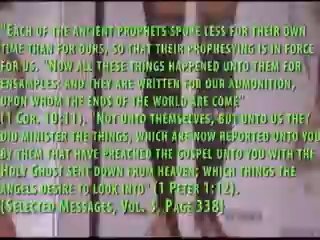 "Each of the ancient prophets spoke less for their own
time than for ours, so that their prophesying is in force
for us. "Now all these things happened unto them for
ensamples: and they are written for our admonition,
upon whom the ends of the world are come"
(1 Cor. 10:11). 'Not unto themselves, but unto us they
did minister the things, which are now reported unto you
by them that have preached the gospel unto you with the
Holy Ghost sent down from heaven; which things the
angels desire to look into' (1 Peter 1:12).
(Selected Messages, Vol. 3, Page 338)